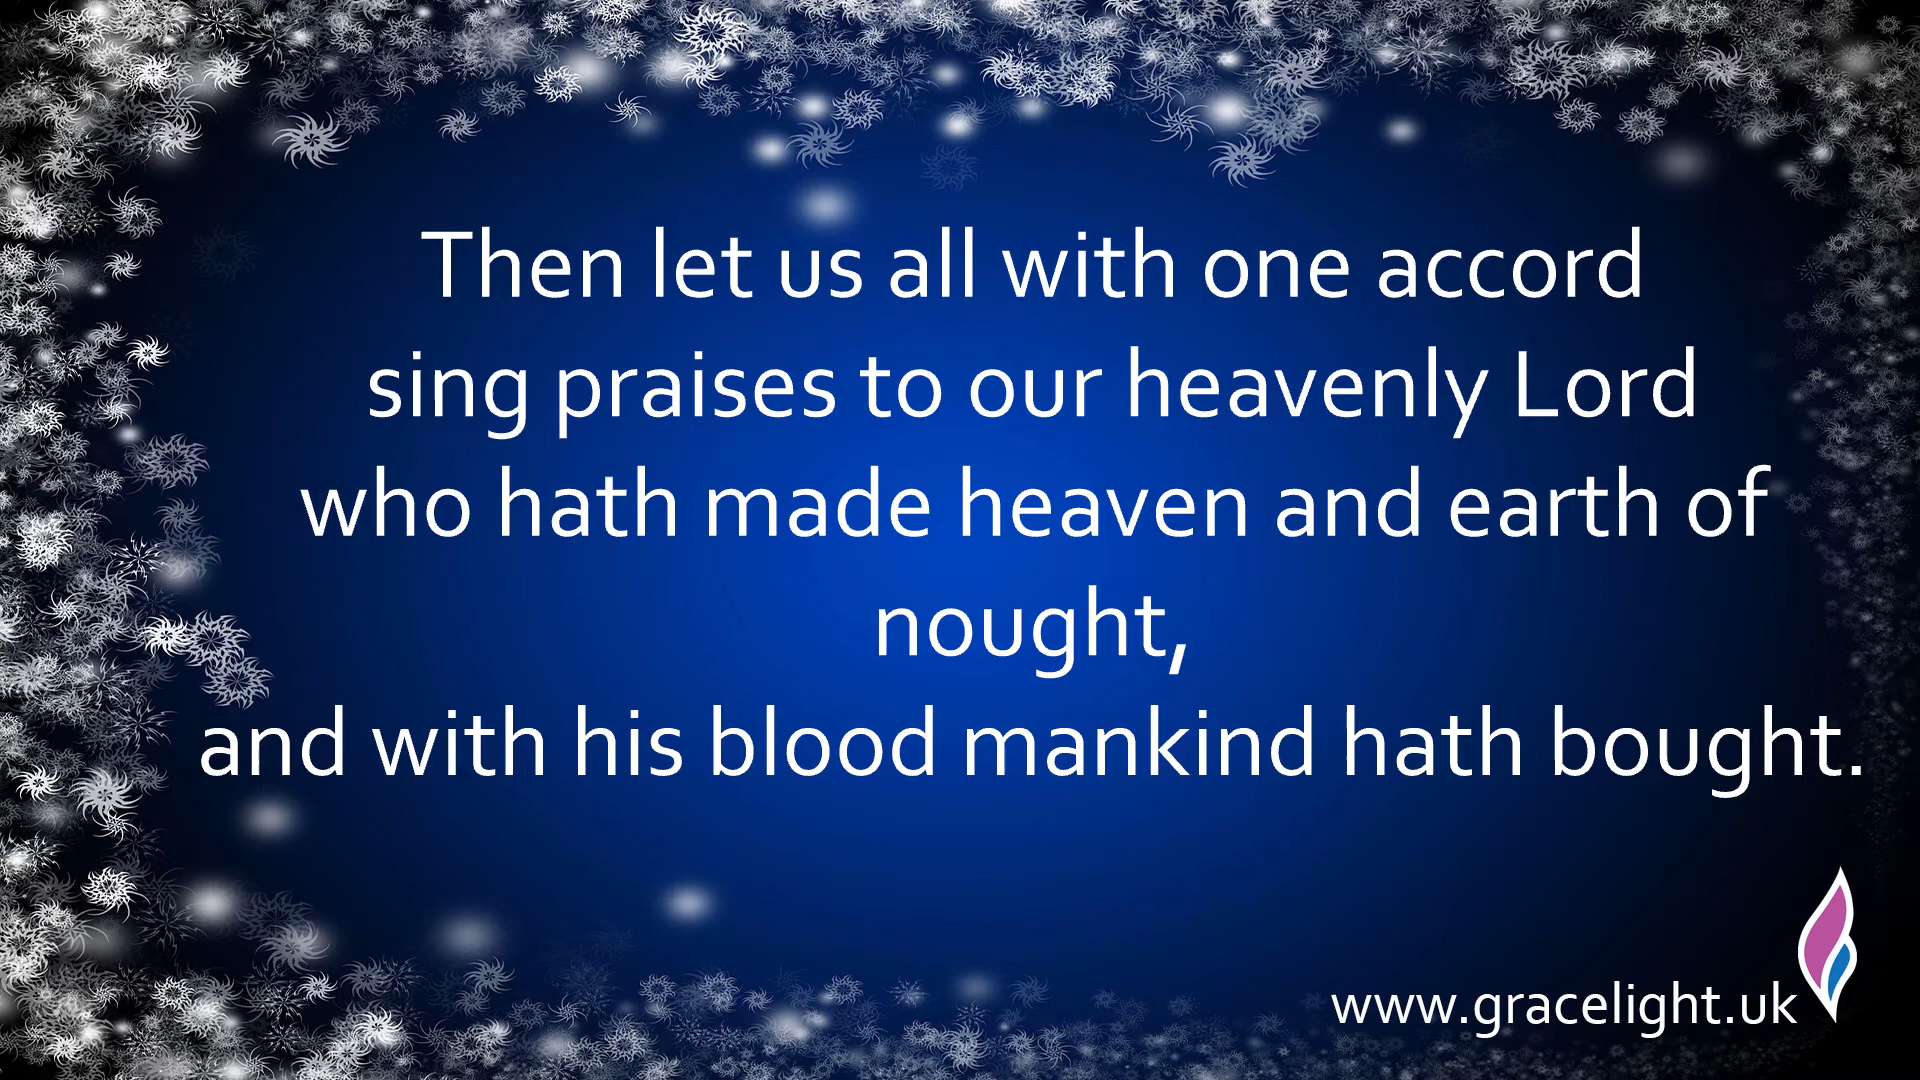 Then let us all with one accord
sing praises to our heavenly Lord
who hath made heaven and earth of
nought,
and with his blood mankind hath bought.
www.gracelight.uk